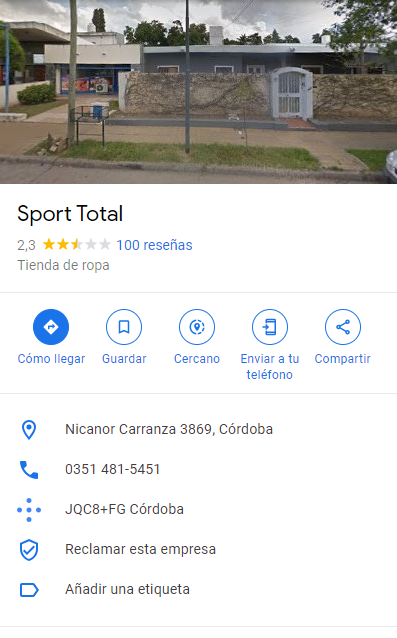 Sport Total
2,3 100 reseñas
Tienda de ropa
Cómo llegar
Guardar
Cercano
Enviar a tu
teléfono
Compartir
Nicanor Carranza 3869, Córdoba
0351 481-5451
JQC8+FG Córdoba
Reclamar esta empresa
Añadir una etiqueta